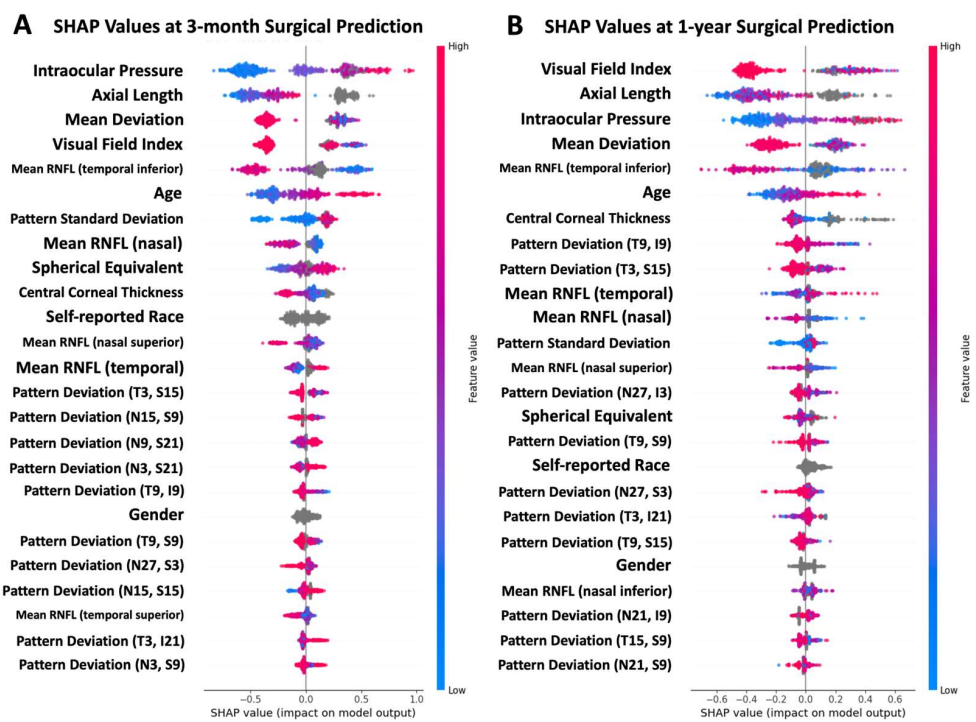 A SHAP Values at 3-month Surgical Prediction
High
Intraocular Pressure
Axial Length
Mean Deviation
Visual Field Index
Mean RNFL (temporal inferior)
Age
Pattern Standard Deviation
Mean RNFL (nasal)
Spherical Equivalent
Central Corneal Thickness
Self-reported Race
Mean RNFL (nasal superior)
Mean RNFL (temporal)
Pattern Deviation (T3, S15)
Pattern Deviation (N15, S9)
Pattern Deviation (N9, S21)
Pattern Deviation (N3, S21)
Pattern Deviation (T9, I9)
Gender
Pattern Deviation (T9, S9)
Pattern Deviation (N27, S3)
Pattern Deviation (N15, S15)
Mean RNFL (temporal superior)
Pattern Deviation (T3, I21)
Pattern Deviation (N3, S9)
Feature value
Low
−0.5 0.0 0.5 1.0
SHAP value (impact on model output)
B SHAP Values at 1-year Surgical Prediction
High
Visual Field Index
Axial Length
Intraocular Pressure
Mean Deviation
Mean RNFL (temporal inferior)
Age
Central Corneal Thickness
Pattern Deviation (T9, I9)
Pattern Deviation (T3, S15)
Mean RNFL (temporal)
Mean RNFL (nasal)
Pattern Standard Deviation
Mean RNFL (nasal superior)
Pattern Deviation (N27, I3)
Spherical Equivalent
Pattern Deviation (T9, S9)
Self-reported Race
Pattern Deviation (N27, S3)
Pattern Deviation (T3, I21)
Pattern Deviation (T9, S15)
Gender
Mean RNFL (nasal inferior)
Pattern Deviation (N21, I9)
Pattern Deviation (T15, S9)
Pattern Deviation (N21, S9)
Feature value
Low
−0.6 −0.4 −0.2 0.0 0.2 0.4 0.6
SHAP value (impact on model output)